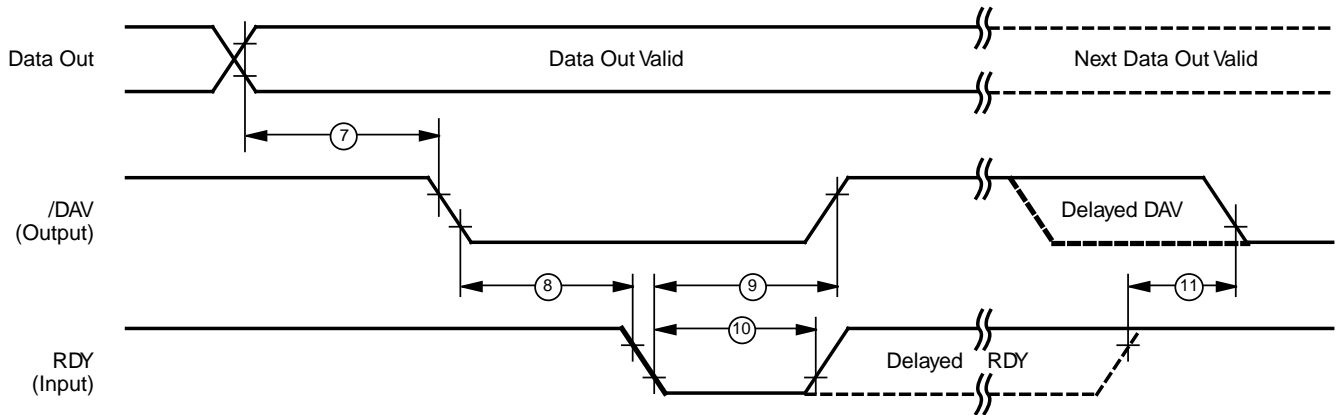 Data Out
Data Out Valid
Next Data Out Valid
7
/DAV
(Output)
Delayed DAV
8
9
11
10
RDY
(Input)
Delayed RDY